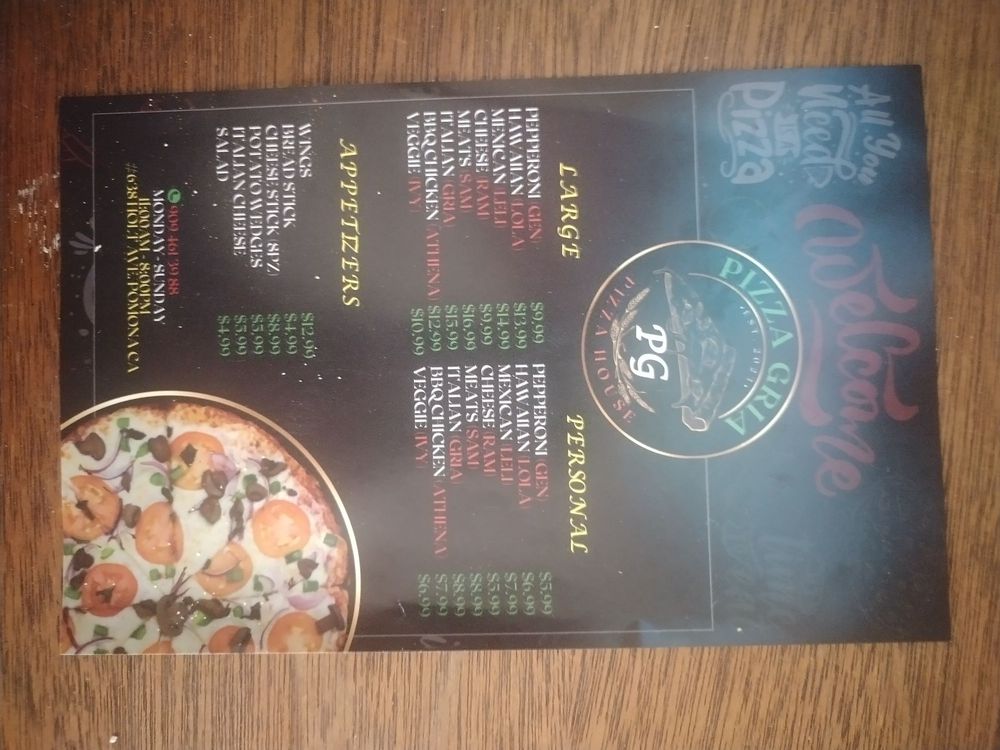 All You
Need
IS
Pizza
Welcome
PIZZA GRIA
EST. 2021
PG
PIZZA HOUSE
LARGE
PEPPERONI (GEN) $9.99
HAWAIIAN (LOLA) $13.99
MEXICAN (LELI) $14.99
CHEESE (RAM) $9.99
MEATS (SAM) $16.99
ITALIAN (GRIA) $15.99
BBQ CHICKEN (ATHENA) $12.99
VEGGIE (IVY) $10.99
PERSONAL
PEPPERONI (GEN) $5.99
HAWAIIAN (LOLA) $6.99
MEXICAN (LELI) $7.99
CHEESE (RAM) $5.99
MEATS (SAM) $8.99
ITALIAN (GRIA) $8.99
BBQ CHICKEN (ATHENA $7.99
VEGGIE (IVY) $6.99
APPETIZERS
WINGS $12.99
BREAD STICK $4.99
CHEESE STICK (8PZ) $8.99
POTATO WEDGES $5.99
ITALIAN CHEESE $5.99
SALAD $4.99
909 461 3988
MONDAY - SUNDAY
11:00AM - 8:00PM
#638 HOLT AVE POMONA CA